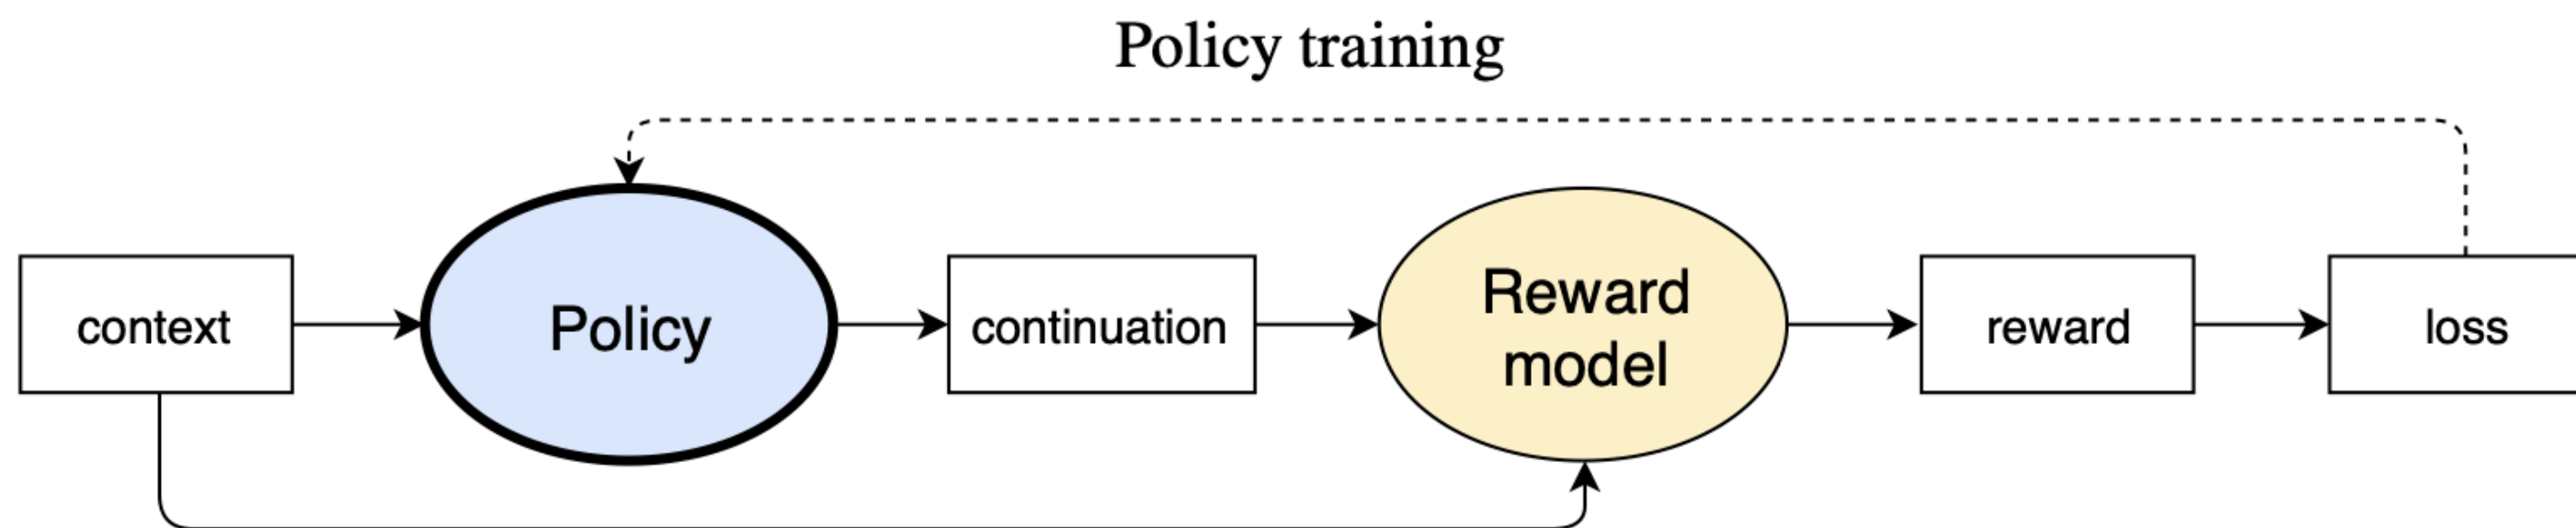 Policy training
context
Policy
continuation
Reward
model
reward
loss